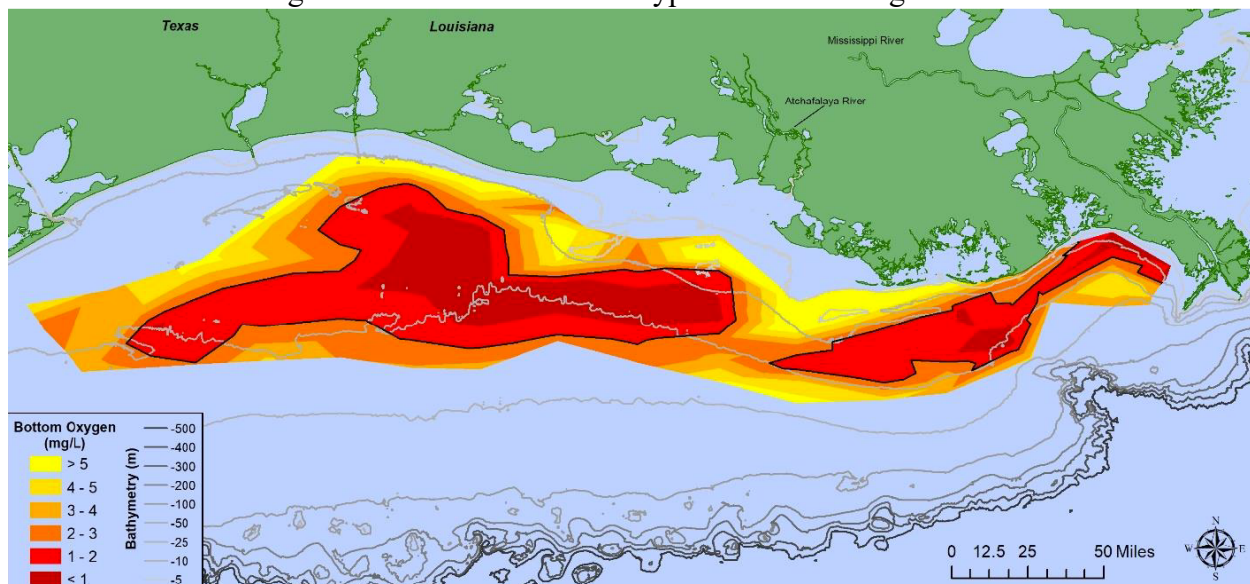 Texas
Louisiana
Mississippi River
Atchafalaya River
Bottom Oxygen
(mg/L)
> 5
4 - 5
3 - 4
2 - 3
1 - 2
< 1
Bathymetry (m)
-500
-400
-300
-200
-100
-50
-25
-10
-5
0 12.5 25 50 Miles
N
W E
S